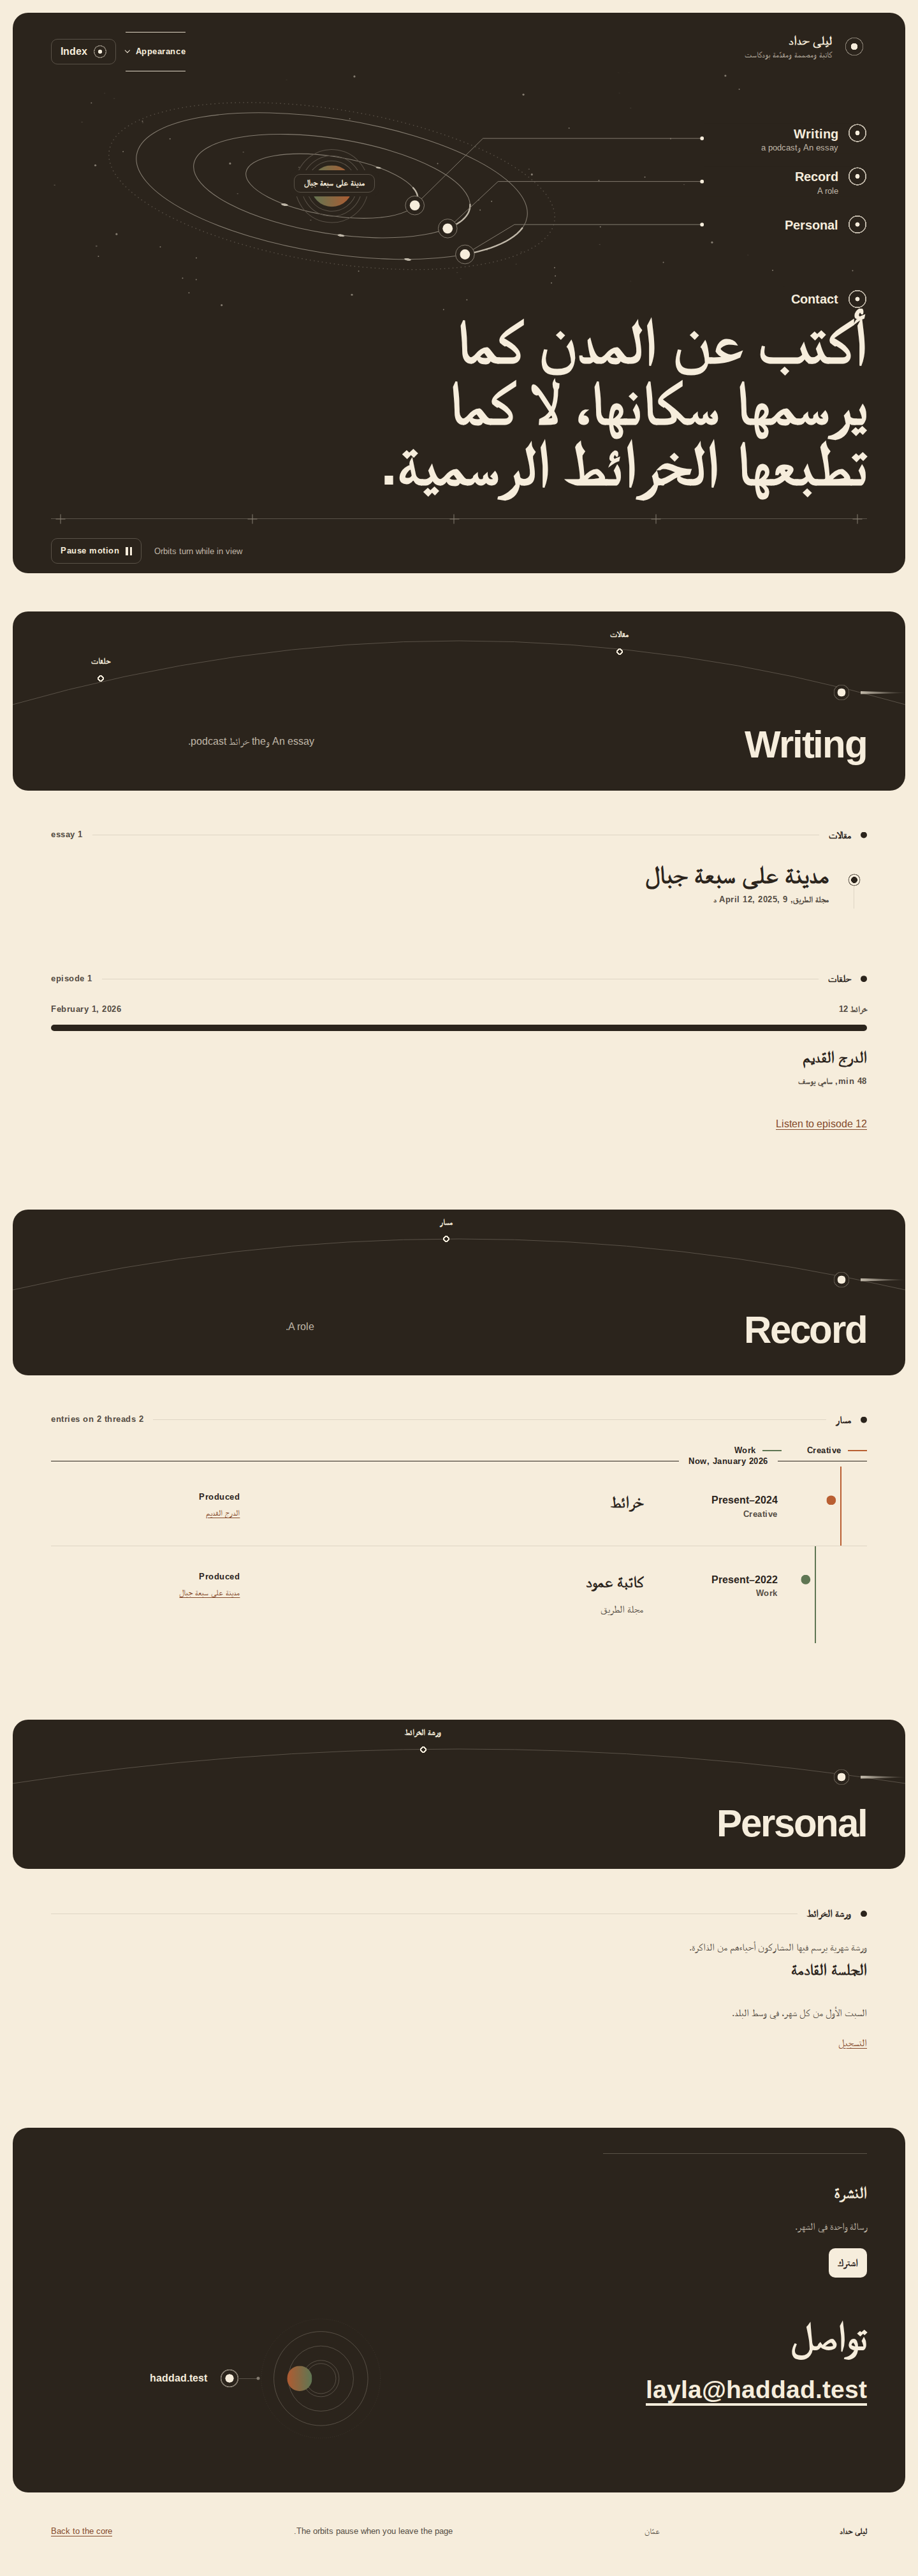 ليلى حداد
كاتبة ومصممة ومقدّمة بودكاست
Appearance
Index
مدينة على سبعة جبال
Writing
An essay و a podcast
Record
A role
Personal
Contact
أكتب عن المدن كما
يرسمها سكانها، لا كما
تطبعها الخرائط الرسمية.
Pause motion
Orbits turn while in view
مقالات
حلقات
Writing
An essay و the خرائط podcast.
مقالات
1 essay
مدينة على سبعة جبال
مجلة الطريق, April 12, 2025, 9 د
حلقات
1 episode
خرائط 12
February 1, 2026
الدرج القديم
48 min, سامي يوسف
Listen to episode 12
مسار
Record
A role.
مسار
2 entries on 2 threads
Creative
Work
Now, January 2026
2024–Present
Creative
خرائط
Produced
الدرج القديم
2022–Present
Work
كاتبة عمود
مجلة الطريق
Produced
مدينة على سبعة جبال
ورشة الخرائط
Personal
ورشة الخرائط
ورشة شهرية يرسم فيها المشاركون أحياءهم من الذاكرة.
الجلسة القادمة
السبت الأول من كل شهر، في وسط البلد.
التسجيل
النشرة
رسالة واحدة في الشهر.
اشترك
تواصل
layla@haddad.test
haddad.test
ليلى حداد
عمّان
The orbits pause when you leave the page.
Back to the core